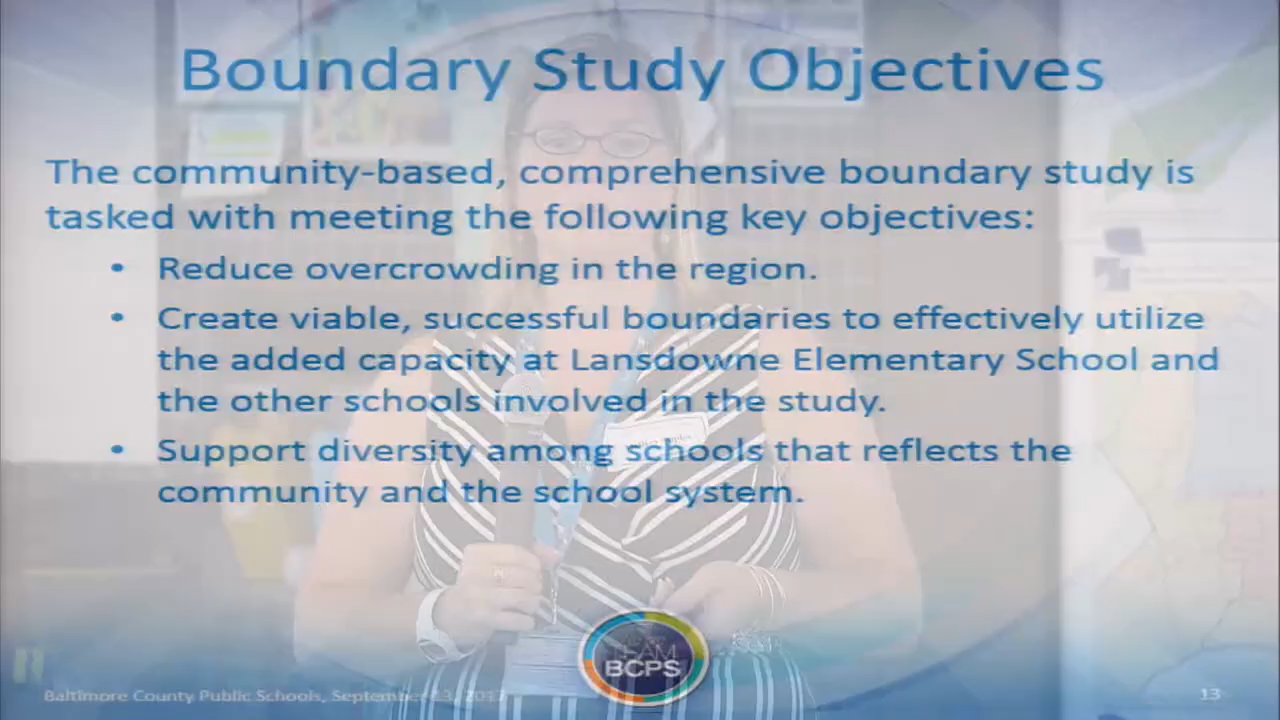 Boundary Study Objectives
The community-based, comprehensive boundary study is
tasked with meeting the following key objectives:
• Reduce overcrowding in the region.
• Create viable, successful boundaries to effectively utilize
the added capacity at Lansdowne Elementary School and
the other schools involved in the study.
• Support diversity among schools that reflects the
community and the school system.
TEAM
BCPS
Baltimore County Public Schools, September 13, 2017
13